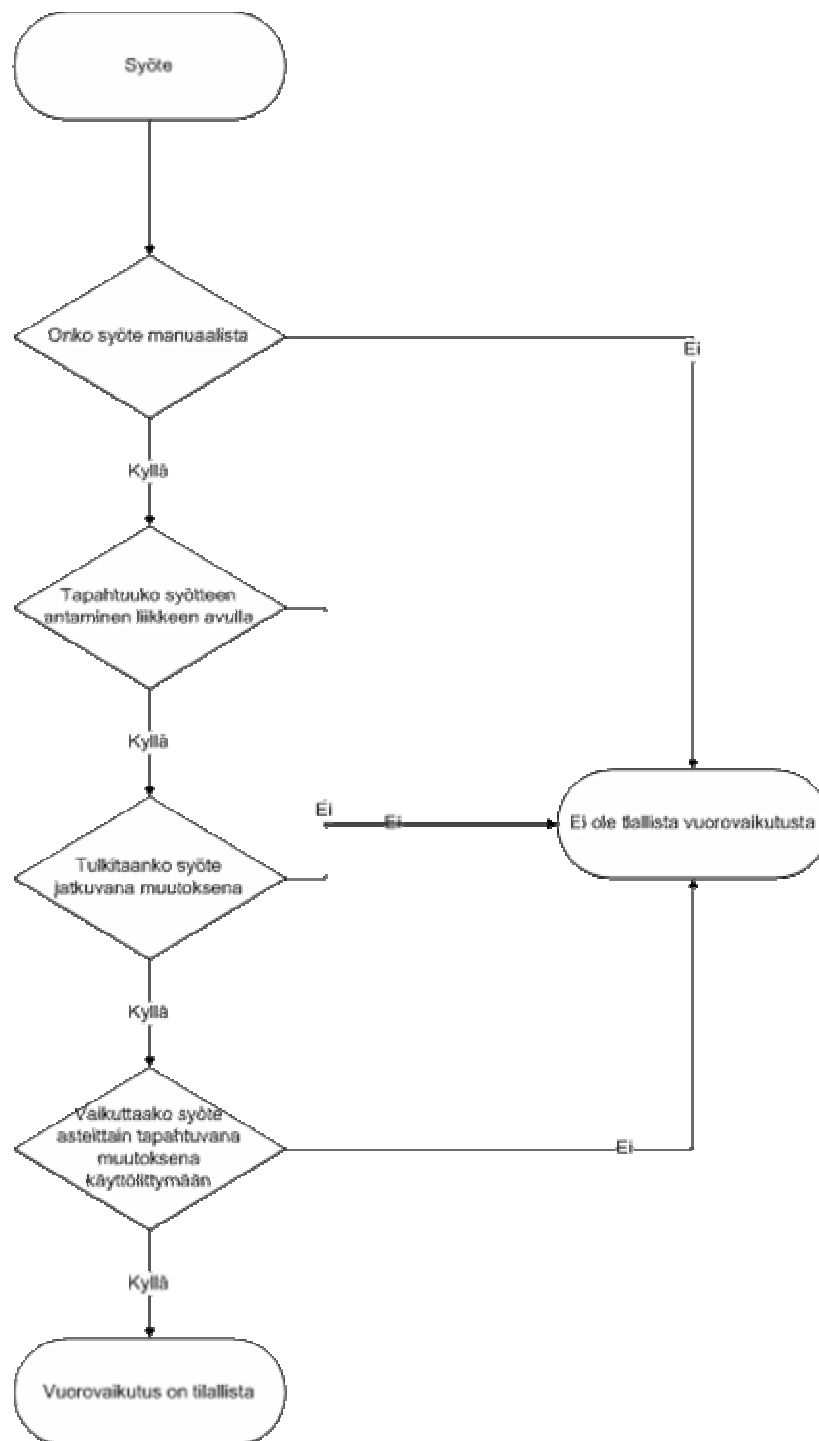 Syöte
Onko syöte manuaalista
Ei
Kyllä
Tapahtuuko syötteen
antaminen liikkeen avulla
Kyllä
Ei
Ei
Ei ole tilallista vuorovaikutusta
Tulkitaanko syöte
jatkuvana muutoksena
Kyllä
Vaikuttaako syöte
asteittain tapahtuvana
muutoksena
käyttöliittymään
Ei
Kyllä
Vuorovaikutus on tilallista